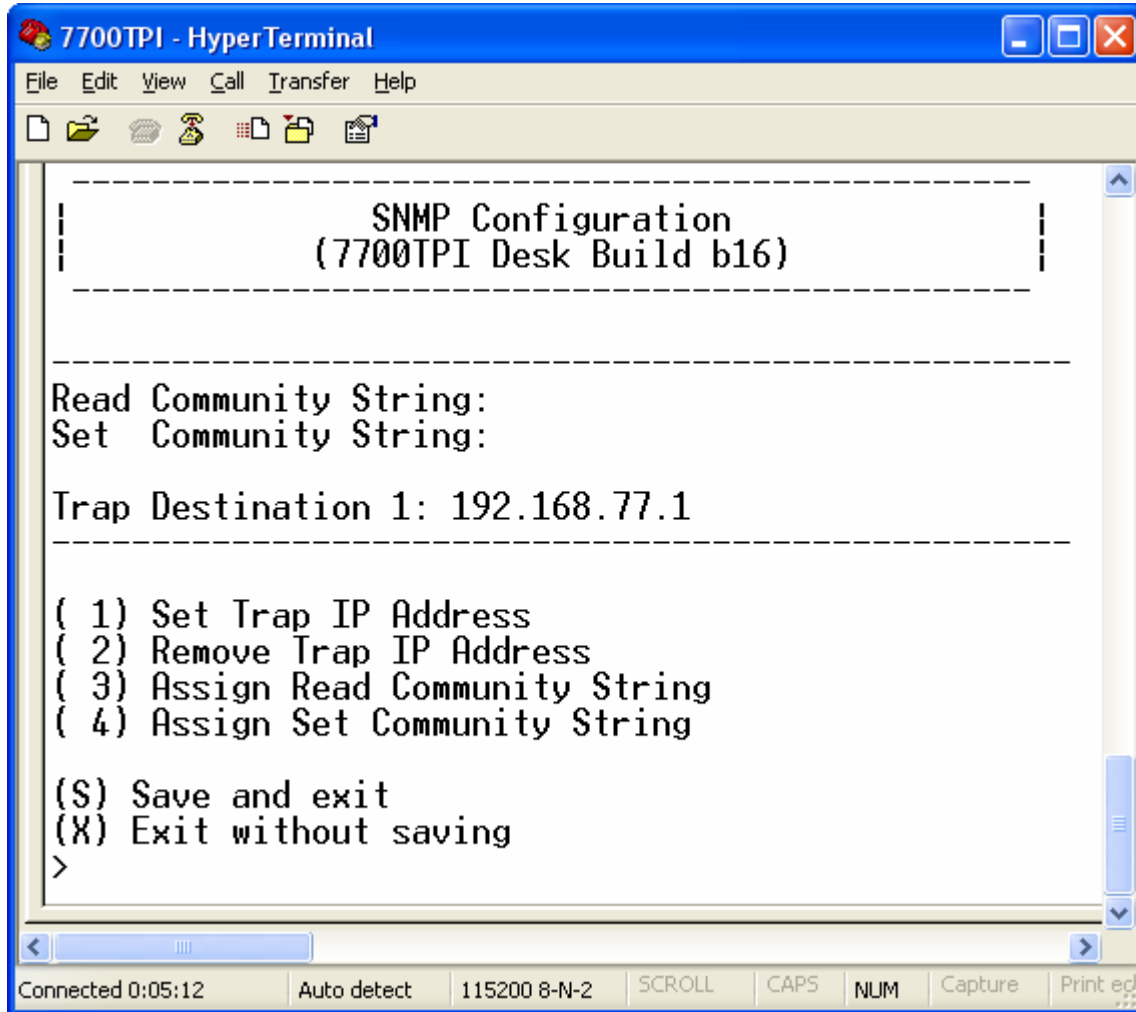 7700TPI - HyperTerminal
File Edit View Call Transfer Help
SNMP Configuration
(7700TPI Desk Build b16)
Read Community String:
Set Community String:
Trap Destination 1: 192.168.77.1
( 1) Set Trap IP Address
( 2) Remove Trap IP Address
( 3) Assign Read Community String
( 4) Assign Set Community String
(S) Save and exit
(X) Exit without saving
>
Connected 0:05:12 Auto detect 115200 8-N-2 SCROLL CAPS NUM Capture Print